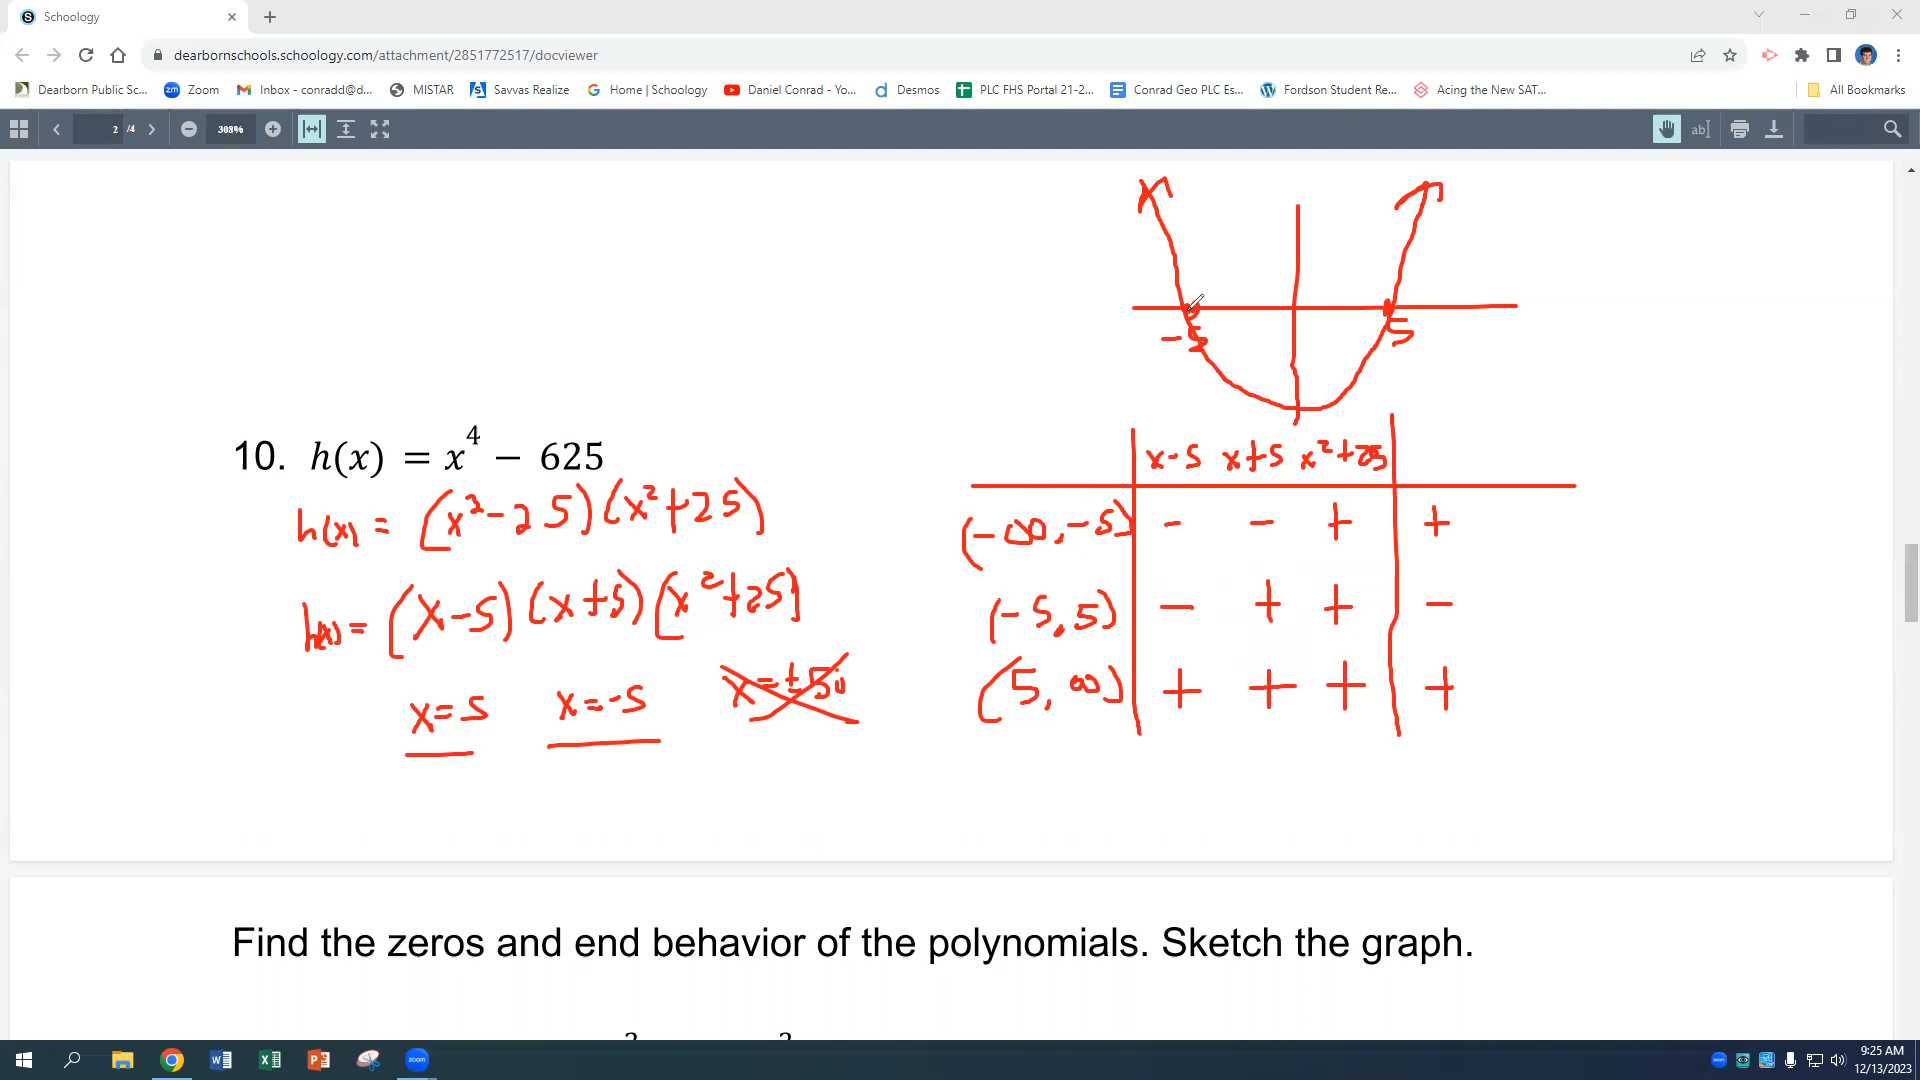 Schoology
dearbornschools.schoology.com/attachment/2851772517/docviewer
Dearborn Public Sc... Zoom Inbox - conradd@d... MISTAR Savvas Realize Home | Schoology Daniel Conrad - Yo... Desmos PLC FHS Portal 21-2... Conrad Geo PLC Es... Fordson Student Re... Acing the New SAT... All Bookmarks
2 /4 308%
-5 5
10. h(x) = x⁴ − 625
h(x) = (x²-25)(x²+25)
h(x) = (x-5)(x+5)(x²+25)
x=5 x=-5 x=±5i
x-5 x+5 x²+25
(-∞,-5) - - + +
(-5,5) - + + -
(5,∞) + + + +
Find the zeros and end behavior of the polynomials. Sketch the graph.
9:25 AM
12/13/2023